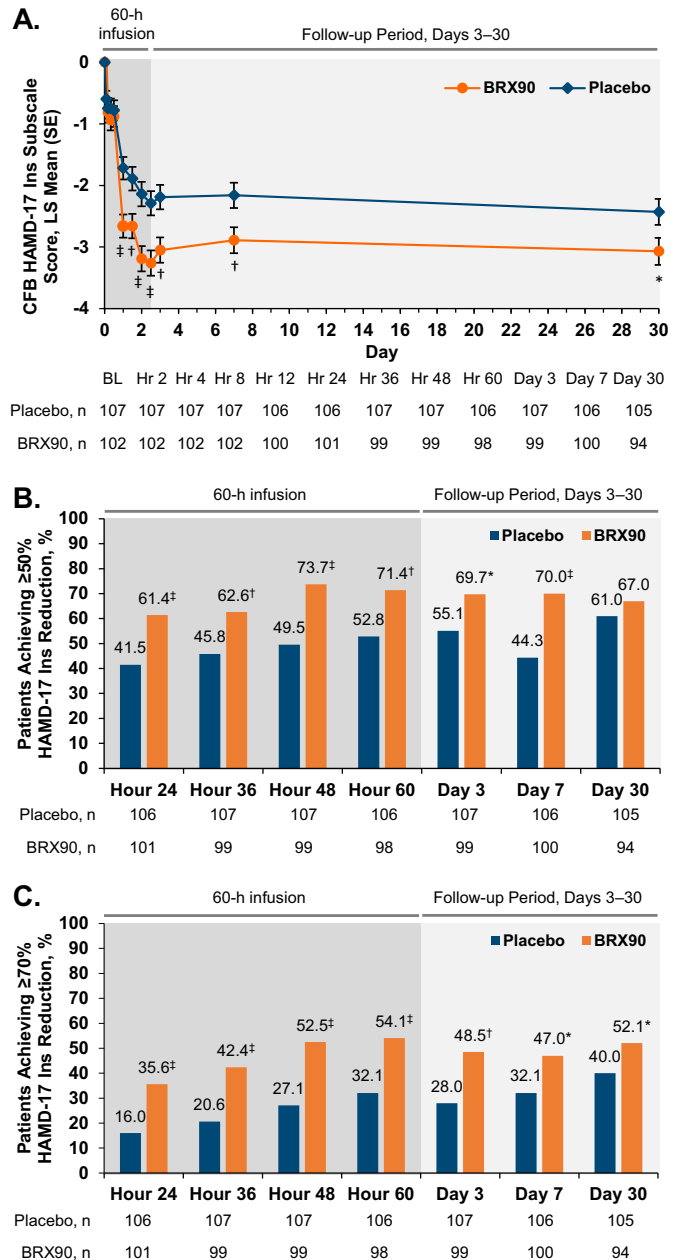 A.
60-h
infusion
Follow-up Period, Days 3–30
BRX90 Placebo
CFB HAMD-17 Ins Subscale
Score, LS Mean (SE)
0
-1
-2
-3
-4
‡ † ‡ ‡ † † *
0 2 4 6 8 10 12 14 16 18 20 22 24 26 28 30
Day
BL Hr 2 Hr 4 Hr 8 Hr 12 Hr 24 Hr 36 Hr 48 Hr 60 Day 3 Day 7 Day 30
Placebo, n 107 107 107 107 106 106 107 107 106 107 106 105
BRX90, n 102 102 102 102 100 101 99 99 98 99 100 94
B.
60-h infusion Follow-up Period, Days 3–30
Placebo BRX90
Patients Achieving ≥50%
HAMD-17 Ins Reduction, %
100
90
80
70
60
50
40
30
20
10
0
41.5 61.4‡ 45.8 62.6† 49.5 73.7‡ 52.8 71.4† 55.1 69.7* 44.3 70.0‡ 61.0 67.0
Hour 24 Hour 36 Hour 48 Hour 60 Day 3 Day 7 Day 30
Placebo, n 106 107 107 106 107 106 105
BRX90, n 101 99 99 98 99 100 94
C.
60-h infusion Follow-up Period, Days 3–30
Placebo BRX90
Patients Achieving ≥70%
HAMD-17 Ins Reduction, %
100
90
80
70
60
50
40
30
20
10
0
16.0 35.6‡ 20.6 42.4‡ 27.1 52.5‡ 32.1 54.1‡ 28.0 48.5† 32.1 47.0* 40.0 52.1*
Hour 24 Hour 36 Hour 48 Hour 60 Day 3 Day 7 Day 30
Placebo, n 106 107 107 106 107 106 105
BRX90, n 101 99 99 98 99 100 94